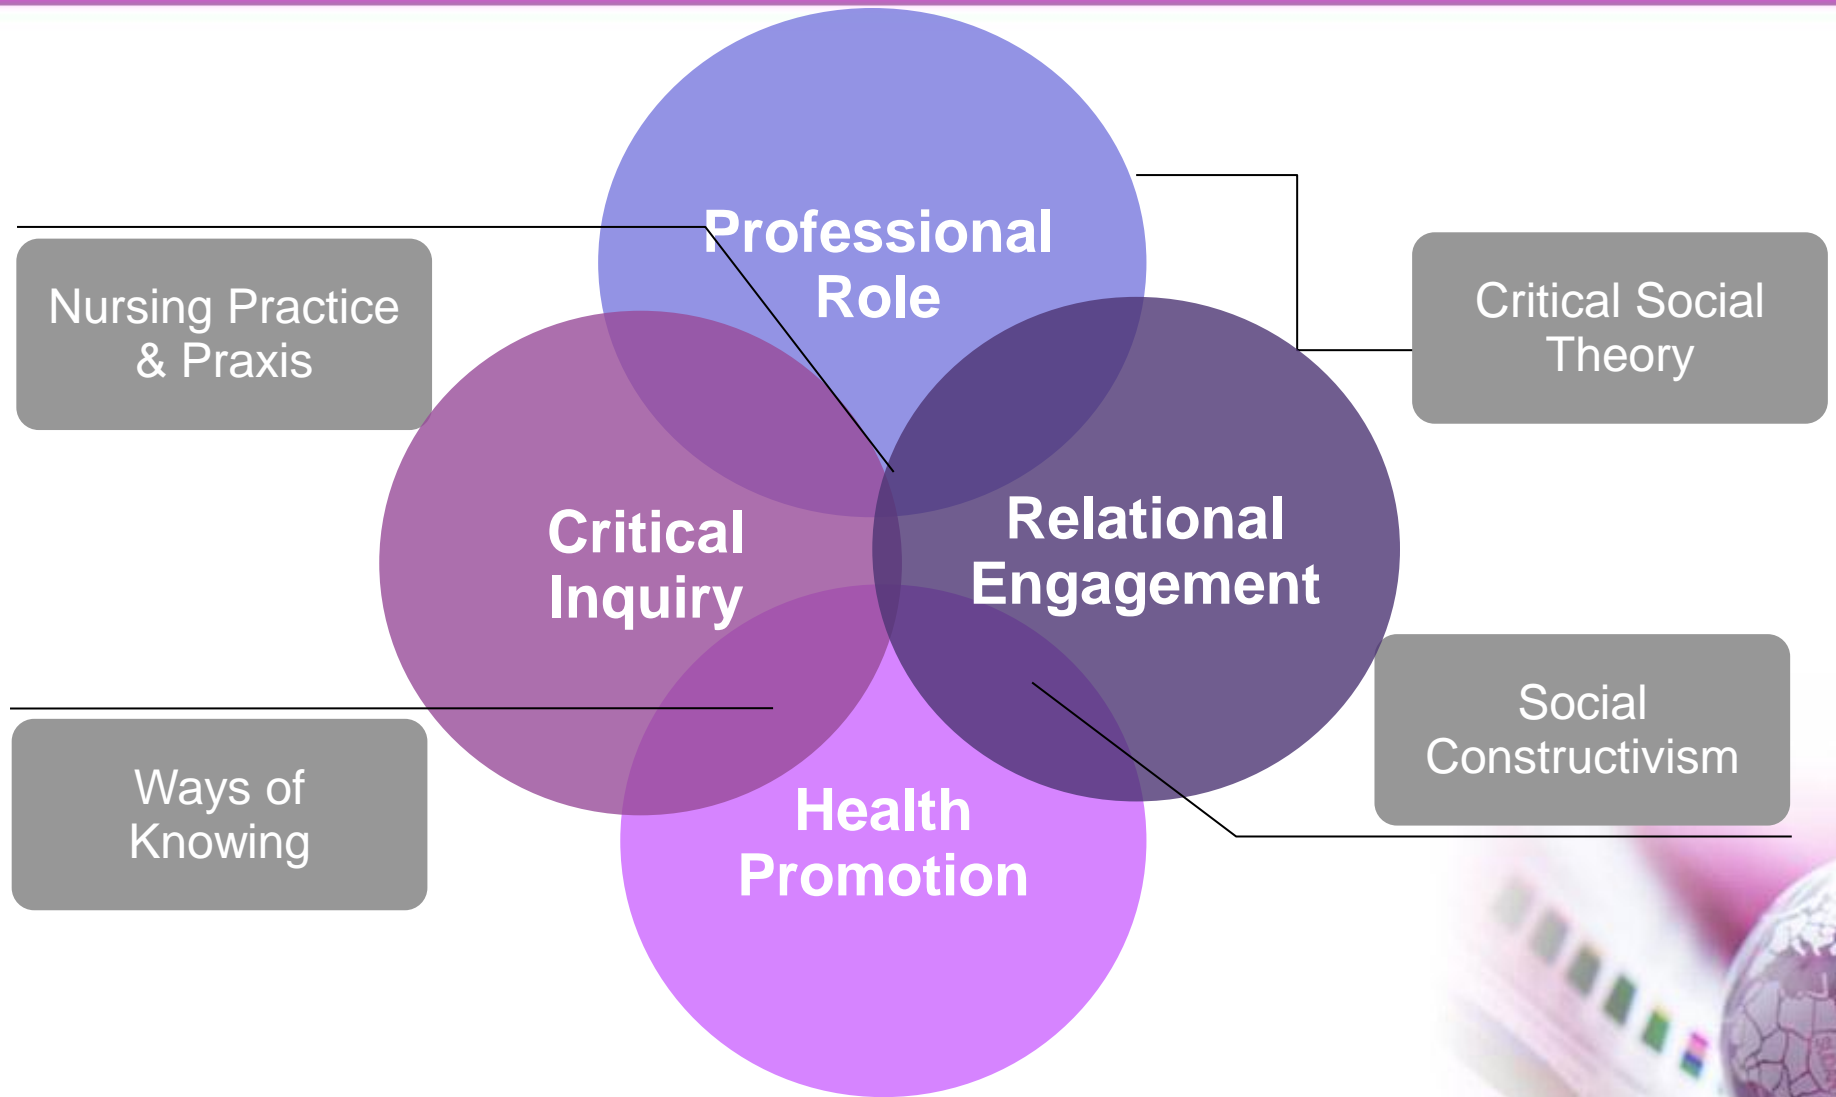 Professional
Role
Nursing Practice
& Praxis
Critical Social
Theory
Critical
Inquiry
Relational
Engagement
Social
Constructivism
Ways of
Knowing
Health
Promotion